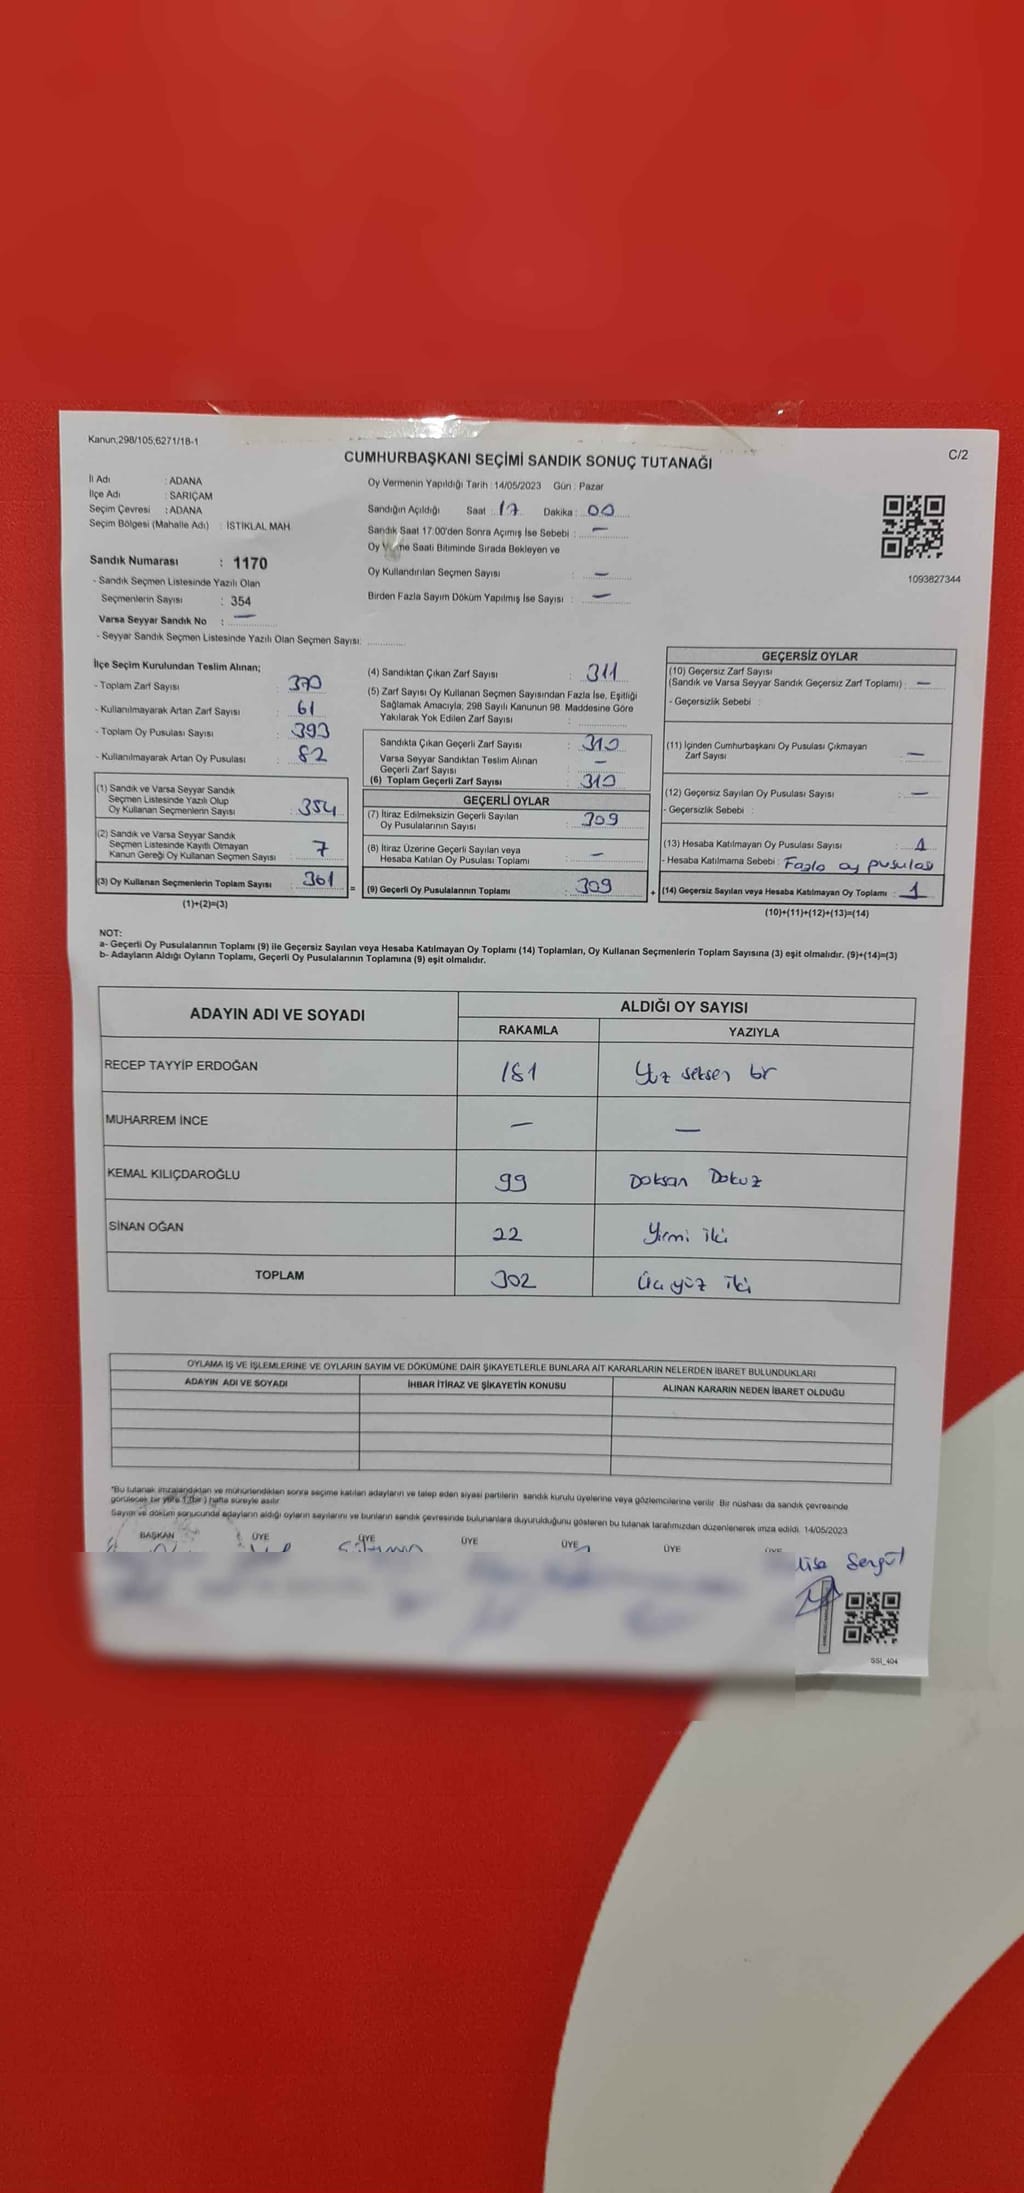 Kanun;298/105,6271/18-1
C/2
CUMHURBAŞKANI SEÇİMİ SANDIK SONUÇ TUTANAĞI
İl Adı : ADANA
İlçe Adı : SARIÇAM
Seçim Çevresi : ADANA
Seçim Bölgesi (Mahalle Adı) : İSTİKLAL MAH.
Sandık Numarası : 1170
- Sandık Seçmen Listesinde Yazılı Olan
Seçmenlerin Sayısı : 354
Varsa Seyyar Sandık No : —
- Seyyar Sandık Seçmen Listesinde Yazılı Olan Seçmen Sayısı:
Oy Vermenin Yapıldığı Tarih : 14/05/2023 Gün : Pazar
Sandığın Açıldığı Saat : 17 Dakika : 00
Sandık Saat 17.00'den Sonra Açımış İse Sebebi : —
Oy Saati Bitiminde Sırada Bekleyen ve
Oy Kullandırılan Seçmen Sayısı : —
Birden Fazla Sayım Döküm Yapılmış İse Sayısı : —
1093827344
İlçe Seçim Kurulundan Teslim Alınan;
- Toplam Zarf Sayısı : 370
- Kullanılmayarak Artan Zarf Sayısı : 61
- Toplam Oy Pusulası Sayısı : 393
- Kullanılmayarak Artan Oy Pusulası : 82
(1) Sandık ve Varsa Seyyar Sandık
Seçmen Listesinde Yazılı Olup
Oy Kullanan Seçmenlerin Sayısı : 354
(2) Sandık ve Varsa Seyyar Sandık
Seçmen Listesinde Kayıtlı Olmayan
Kanun Gereği Oy Kullanan Seçmen Sayısı : 7
(3) Oy Kullanan Seçmenlerin Toplam Sayısı : 361
(1)+(2)=(3)
(4) Sandıktan Çıkan Zarf Sayısı : 311
(5) Zarf Sayısı Oy Kullanan Seçmen Sayısından Fazla İse, Eşitliği
Sağlamak Amacıyla, 298 Sayılı Kanunun 98. Maddesine Göre
Yakılarak Yok Edilen Zarf Sayısı :
Sandıkta Çıkan Geçerli Zarf Sayısı : 310
Varsa Seyyar Sandıktan Teslim Alınan
Geçerli Zarf Sayısı : —
(6) Toplam Geçerli Zarf Sayısı : 310
GEÇERLİ OYLAR
(7) İtiraz Edilmeksizin Geçerli Sayılan
Oy Pusulalarının Sayısı : 309
(8) İtiraz Üzerine Geçerli Sayılan veya
Hesaba Katılan Oy Pusulası Toplamı : —
= (9) Geçerli Oy Pusulalarının Toplamı : 309 +
GEÇERSİZ OYLAR
(10) Geçersiz Zarf Sayısı
(Sandık ve Varsa Seyyar Sandık Geçersiz Zarf Toplamı) : —
- Geçersizlik Sebebi :
(11) İçinden Cumhurbaşkanı Oy Pusulası Çıkmayan
Zarf Sayısı : —
(12) Geçersiz Sayılan Oy Pusulası Sayısı : —
- Geçersizlik Sebebi :
(13) Hesaba Katılmayan Oy Pusulası Sayısı : 1
- Hesaba Katılmama Sebebi : Fazla oy pusulası
(14) Geçersiz Sayılan veya Hesaba Katılmayan Oy Toplamı : 1
(10)+(11)+(12)+(13)=(14)
NOT:
a- Geçerli Oy Pusulalarının Toplamı (9) ile Geçersiz Sayılan veya Hesaba Katılmayan Oy Toplamı (14) Toplamları, Oy Kullanan Seçmenlerin Toplam Sayısına (3) eşit olmalıdır. (9)+(14)=(3)
b- Adayların Aldığı Oyların Toplamı, Geçerli Oy Pusulalarının Toplamına (9) eşit olmalıdır.
ADAYIN ADI VE SOYADI ALDIĞI OY SAYISI
RAKAMLA YAZIYLA
RECEP TAYYİP ERDOĞAN 181 Yüz seksen bir
MUHARREM İNCE — —
KEMAL KILIÇDAROĞLU 99 Doksan Dokuz
SİNAN OĞAN 22 Yirmi iki
TOPLAM 302 Üç yüz iki
OYLAMA İŞ VE İŞLEMLERİNE VE OYLARIN SAYIM VE DÖKÜMÜNE DAİR ŞİKAYETLERLE BUNLARA AİT KARARLARIN NELERDEN İBARET BULUNDUKLARI
ADAYIN ADI VE SOYADI İHBAR İTİRAZ VE ŞİKAYETİN KONUSU ALINAN KARARIN NEDEN İBARET OLDUĞU
*Bu tutanak imzalandıktan ve mühürlendikten sonra seçime katılan adayların ve talep eden siyasi partilerin sandık kurulu üyelerine veya gözlemcilerine verilir. Bir nüshası da sandık çevresinde
görülecek bir yere 1 (bir) hafta süreyle asılır
Sayım ve döküm sonucunda adayların aldığı oyların sayılarını ve bunların sandık çevresinde bulunanlara duyurulduğunu gösteren bu tutanak tarafımızdan düzenlenerek imza edildi. 14/05/2023
BAŞKAN ÜYE ÜYE ÜYE ÜYE ÜYE
SSİ_404